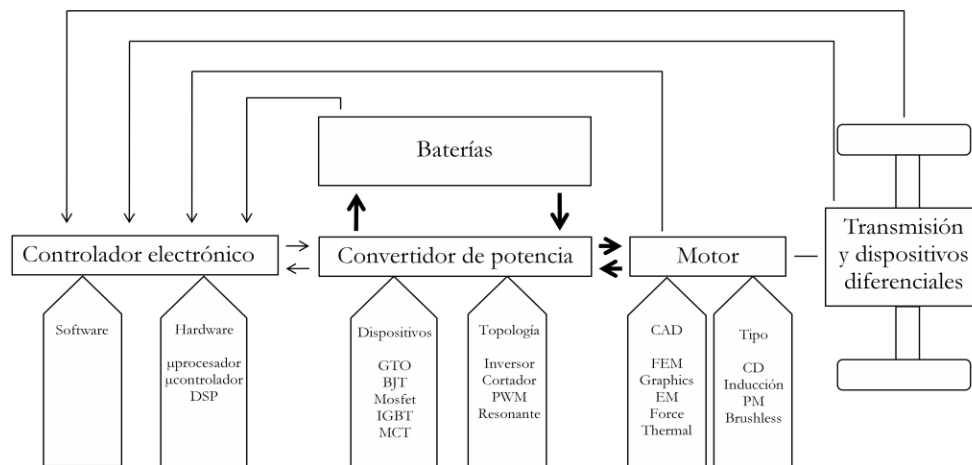 Baterías
Controlador electrónico
Convertidor de potencia
Motor
Transmisión
y dispositivos
diferenciales
Software
Hardware
μprocesador
μcontrolador
DSP
Dispositivos
GTO
BJT
Mosfet
IGBT
MCT
Topología
Inversor
Cortador
PWM
Resonante
CAD
FEM
Graphics
EM
Force
Thermal
Tipo
CD
Inducción
PM
Brushless